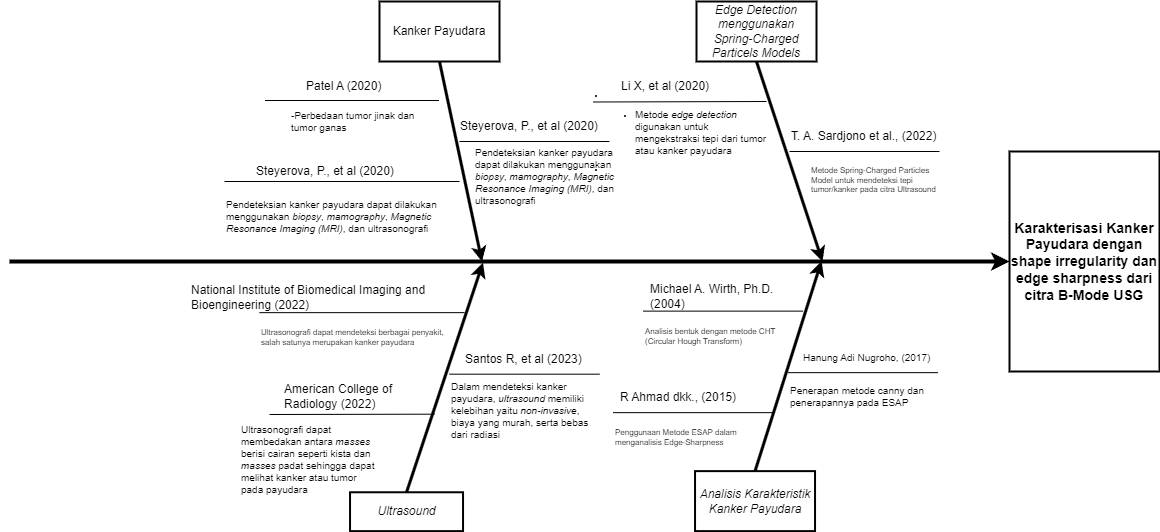 Kanker Payudara
Edge Detection
menggunakan
Spring-Charged
Particels Models
Patel A (2020)
-Perbedaan tumor jinak dan
tumor ganas
Steyerova, P., et al (2020)
Pendeteksian kanker payudara dapat dilakukan
menggunakan biopsy, mamography, Magnetic
Resonance Imaging (MRI), dan ultrasonografi
Steyerova, P., et al (2020)
Pendeteksian kanker payudara
dapat dilakukan menggunakan
biopsy, mamography, Magnetic
Resonance Imaging (MRI), dan
ultrasonografi
Li X, et al (2020)
• Metode edge detection
digunakan untuk
mengekstraksi tepi dari tumor
atau kanker payudara
T. A. Sardjono et al., (2022)
Metode Spring-Charged Particles
Model untuk mendeteksi tepi
tumor/kanker pada citra Ultrasound
Karakterisasi Kanker
Payudara dengan
shape irregularity dan
edge sharpness dari
citra B-Mode USG
National Institute of Biomedical Imaging and
Bioengineering (2022)
Ultrasonografi dapat mendeteksi berbagai penyakit,
salah satunya merupakan kanker payudara
American College of
Radiology (2022)
Ultrasonografi dapat
membedakan antara masses
berisi cairan seperti kista dan
masses padat sehingga dapat
melihat kanker atau tumor
pada payudara
Santos R, et al (2023)
Dalam mendeteksi kanker
payudara, ultrasound memiliki
kelebihan yaitu non-invasive,
biaya yang murah, serta bebas
dari radiasi
Michael A. Wirth, Ph.D.
(2004)
Analisis bentuk dengan metode CHT
(Circular Hough Transform)
R Ahmad dkk., (2015)
Penggunaan Metode ESAP dalam
menganalisis Edge-Sharpness
Hanung Adi Nugroho, (2017)
Penerapan metode canny dan
penerapannya pada ESAP
Ultrasound
Analisis Karakteristik
Kanker Payudara